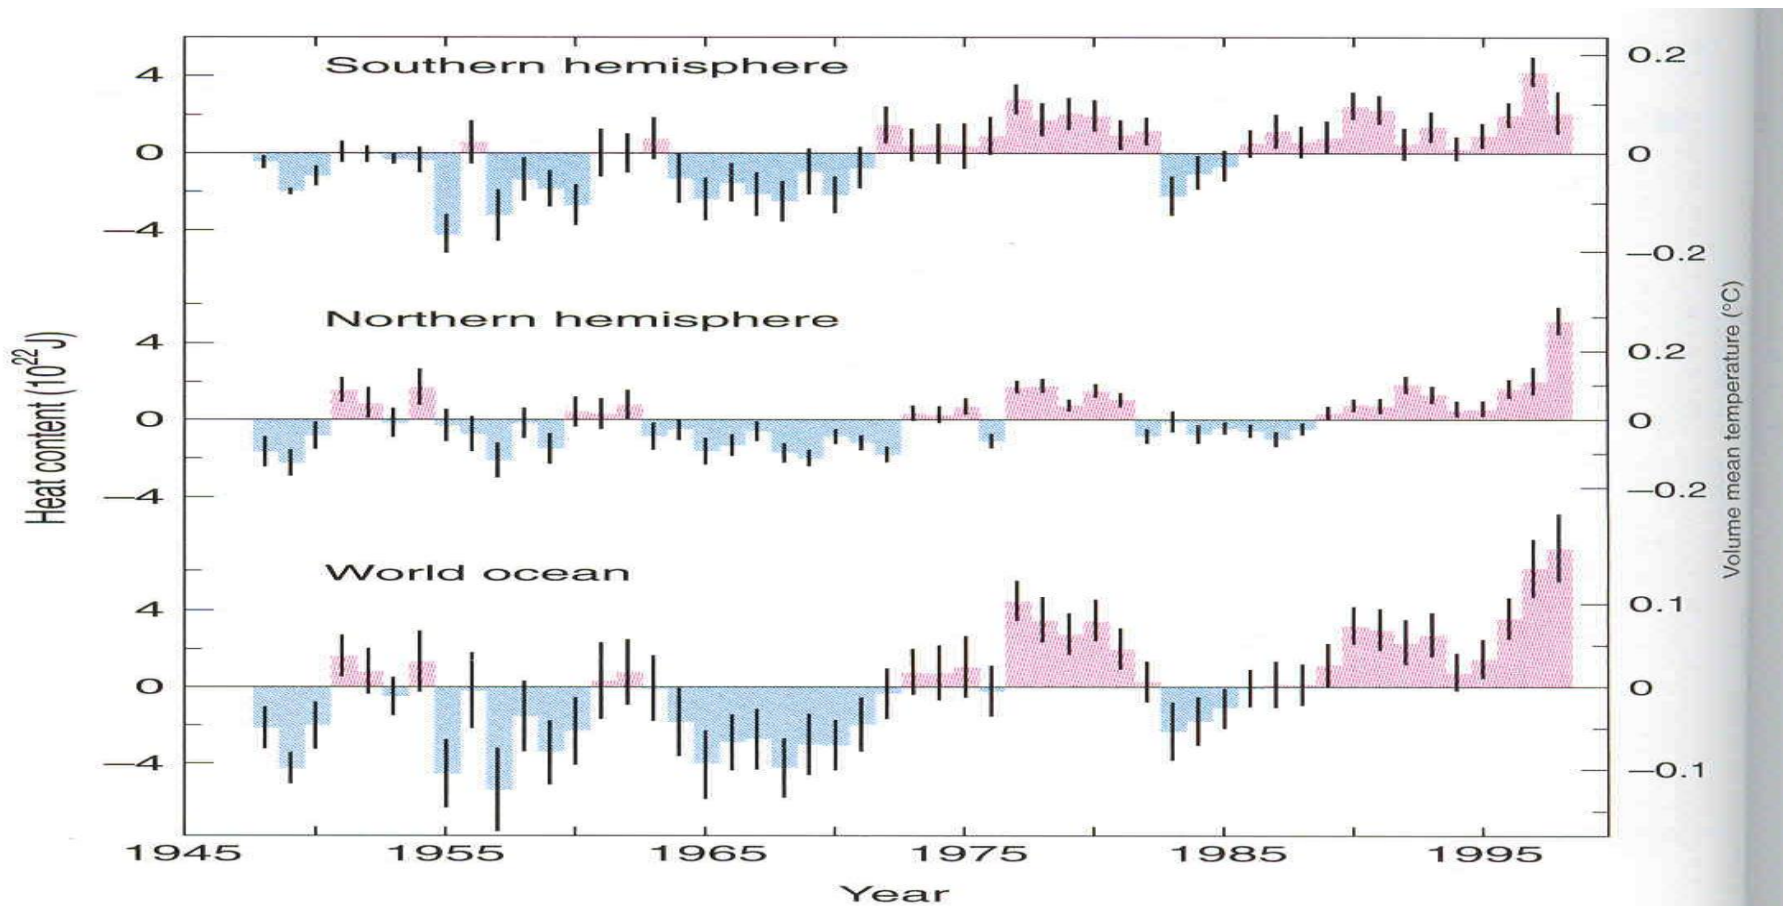 Southern hemisphere
4
0
−4
0.2
0
−0.2
Northern hemisphere
4
0
−4
0.2
0
−0.2
World ocean
4
0
−4
0.1
0
−0.1
Heat content (10²² J)
Volume mean temperature (°C)
1945 1955 1965 1975 1985 1995
Year